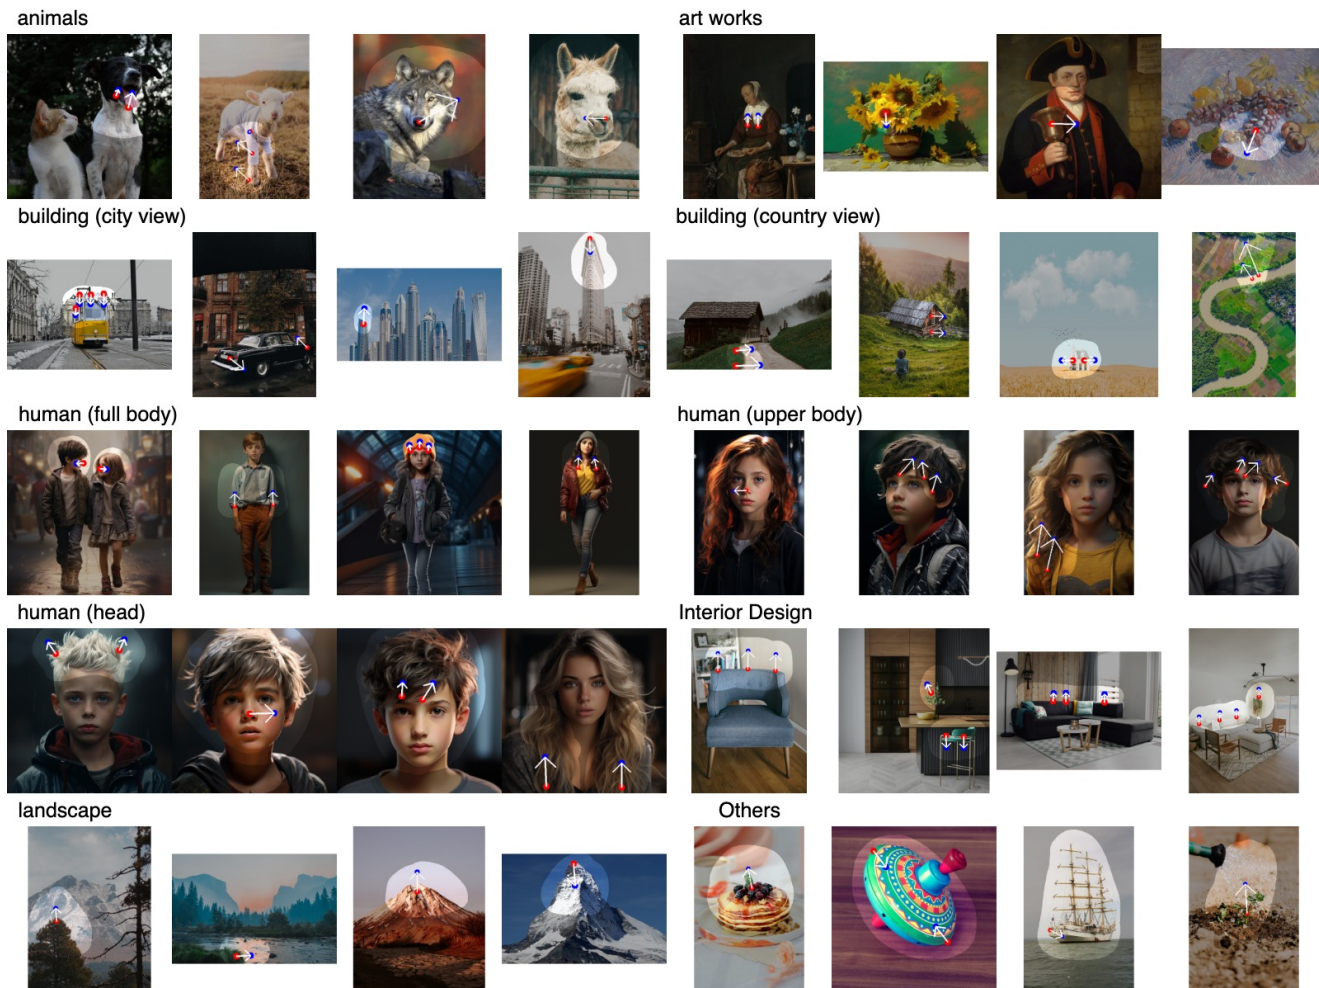 animals
art works
building (city view)
building (country view)
human (full body)
human (upper body)
human (head)
Interior Design
landscape
Others